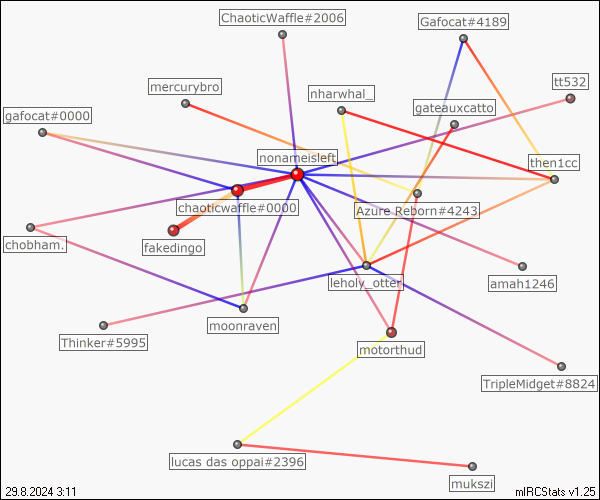 ChaoticWaffle#2006
Gafocat#4189
tt532
mercurybro
nharwhal_
gateauxcatto
gafocat#0000
nonameisleft
then1cc
chaoticwaffle#0000
Azure Reborn#4243
chobham.
fakedingo
leholy_otter
amah1246
moonraven
Thinker#5995
motorthud
TripleMidget#8824
lucas das oppai#2396
mukszi
29.8.2024 3:11
mIRCStats v1.25